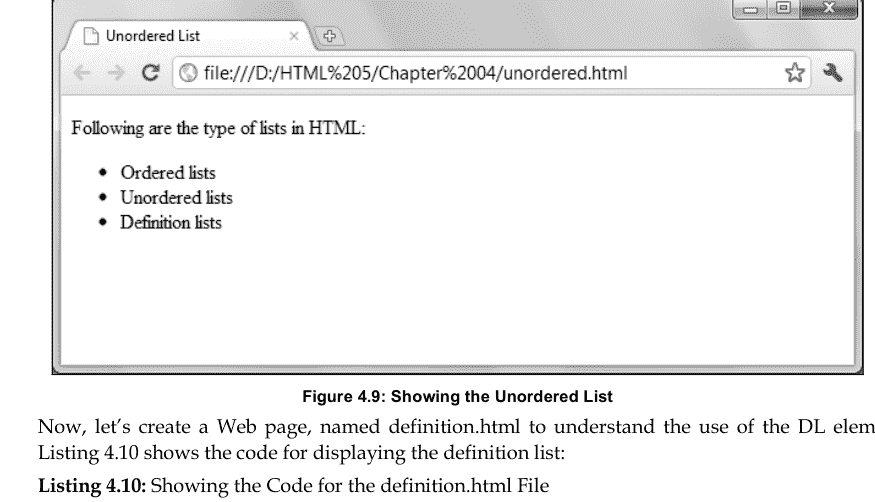 Unordered List
file:///D:/HTML%205/Chapter%2004/unordered.html
Following are the type of lists in HTML:
• Ordered lists
• Unordered lists
• Definition lists
Figure 4.9: Showing the Unordered List
Now, let's create a Web page, named definition.html to understand the use of the DL elem
Listing 4.10 shows the code for displaying the definition list:
Listing 4.10: Showing the Code for the definition.html File